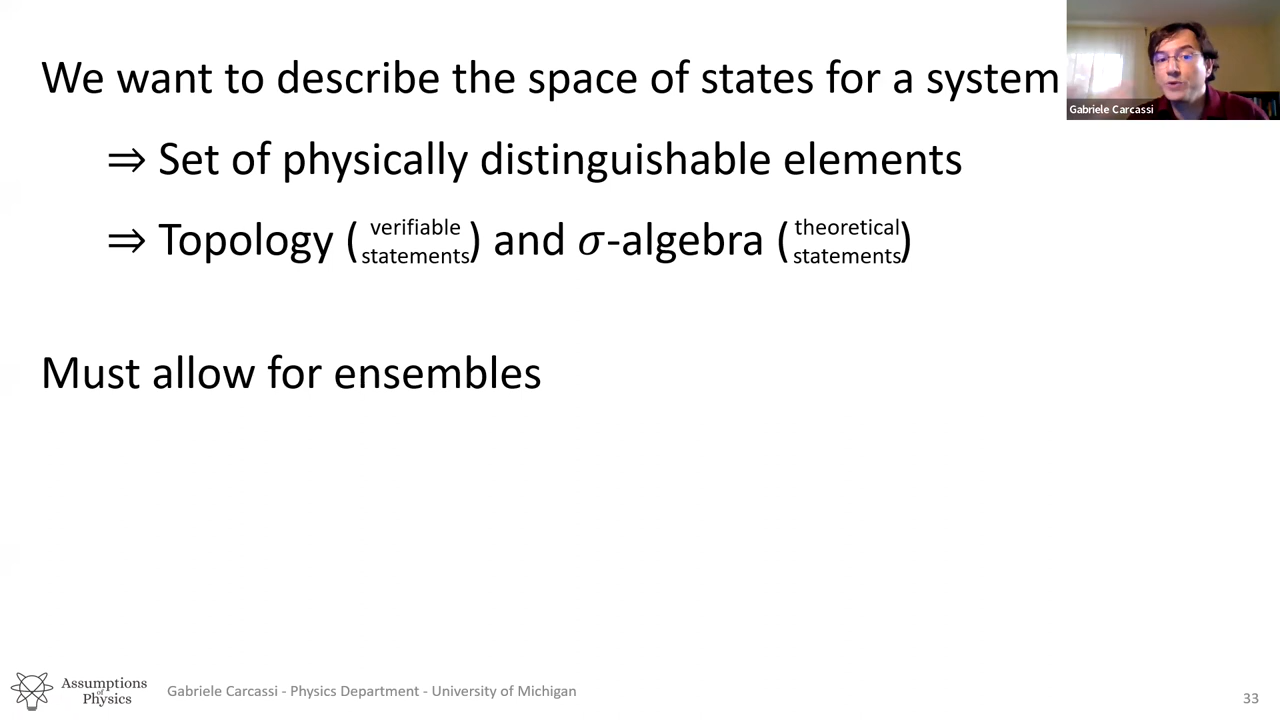 We want to describe the space of states for a system
Gabriele Carcassi
⇒ Set of physically distinguishable elements
⇒ Topology (verifiable statements) and σ-algebra (theoretical statements)
Must allow for ensembles
Assumptions of Physics
Gabriele Carcassi - Physics Department - University of Michigan
33